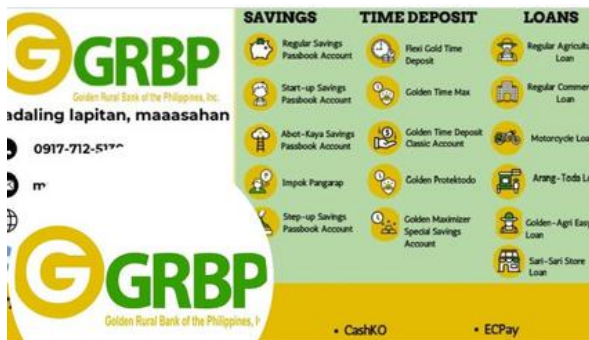 GRBP
Golden Rural Bank of the Philippines, Inc.
adaling lapitan, maaasahan
0917-712-
m
SAVINGS
Regular Savings
Passbook Account
Start-up Savings
Passbook Account
Abot-Kaya Savings
Passbook Account
Impok Pangarap
Step-up Savings
Passbook Account
TIME DEPOSIT
Flexi Gold Time
Deposit
Golden Time Max
Golden Time Deposit
Classic Account
Golden Protektodo
Golden Maximizer
Special Savings
Account
LOANS
Regular Agricultu
Loan
Regular Commer
Loan
Motorcycle Loa
Arang-Toda Lo
Golden-Agri Easy
Loan
Sari-Sari Store
Loan
GRBP
Golden Rural Bank of the Philippines, I
• CashKO
• ECPay